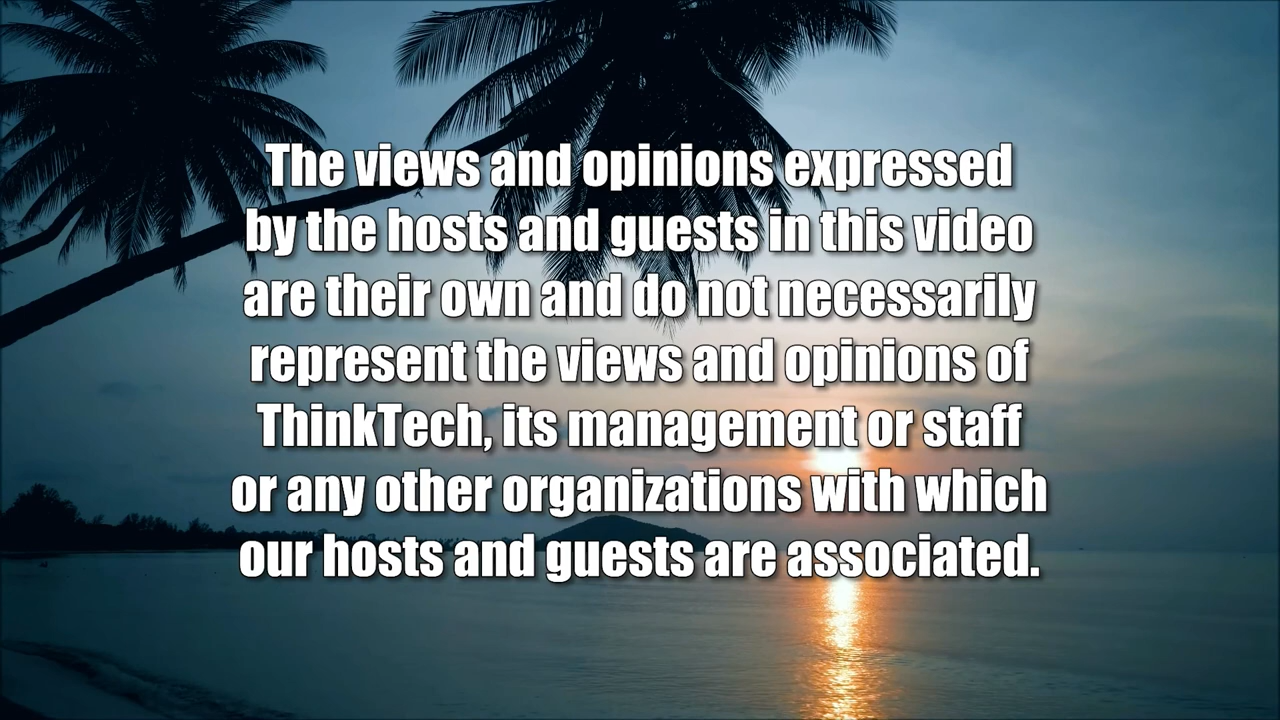 The views and opinions expressed
by the hosts and guests in this video
are their own and do not necessarily
represent the views and opinions of
ThinkTech, its management or staff
or any other organizations with which
our hosts and guests are associated.